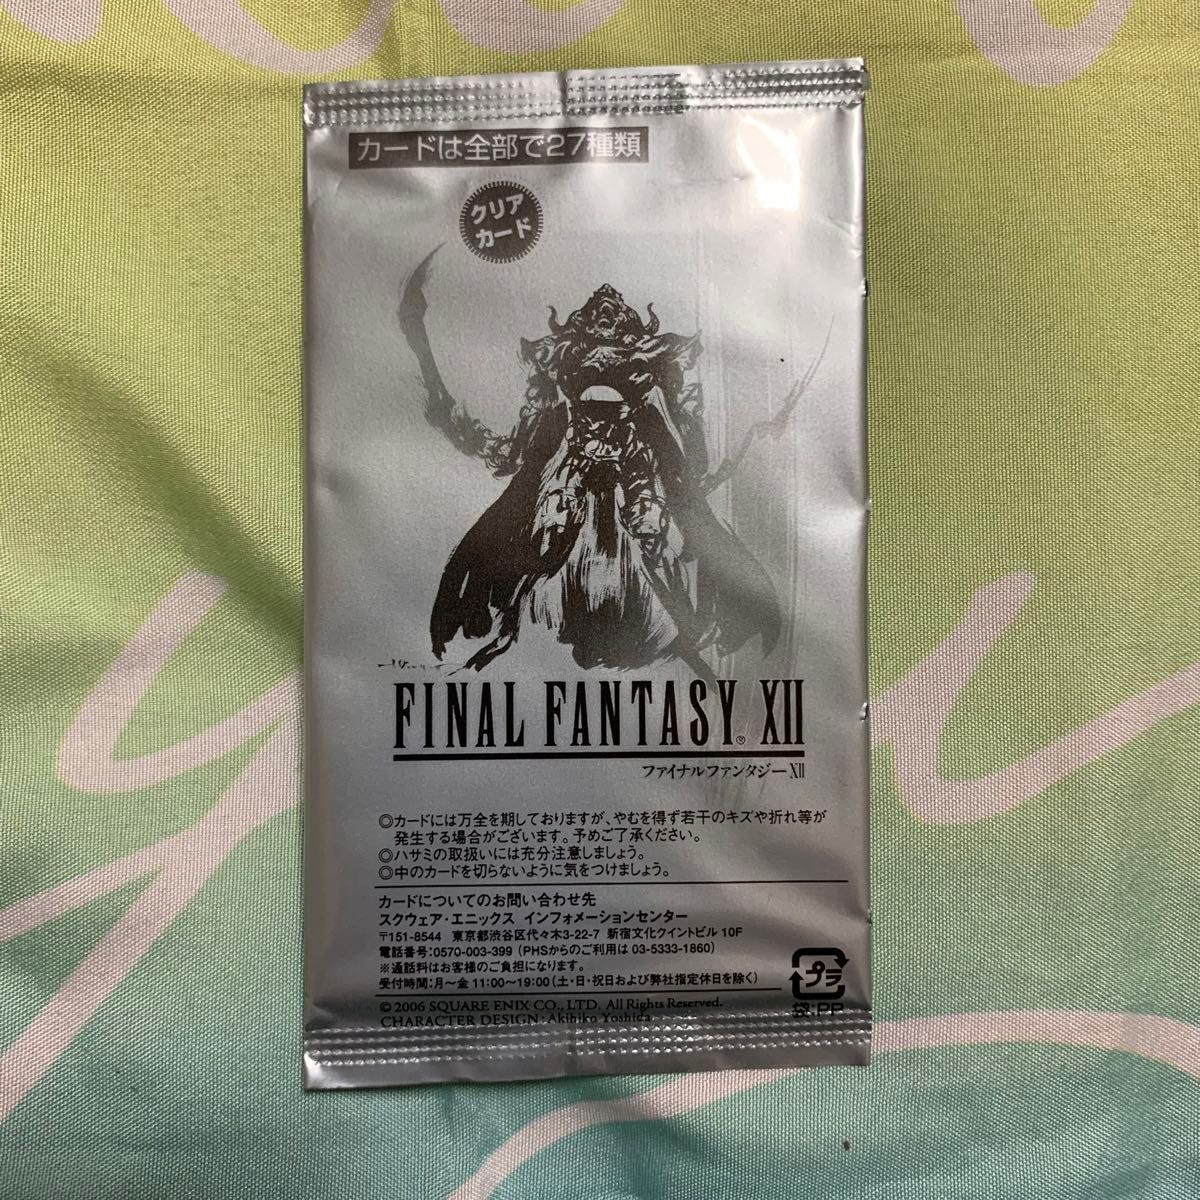 カードは全部で27種類
クリア
カード
FINAL FANTASY® XII
ファイナルファンタジーXII
◎カードには万全を期しておりますが、やむを得ず若干のキズや折れ等が
発生する場合がございます。予めご了承ください。
◎ハサミの取扱いには充分注意しましょう。
◎中のカードを切らないように気をつけましょう。
カードについてのお問い合わせ先
スクウェア・エニックス インフォメーションセンター
〒151-8544 東京都渋谷区代々木3-22-7 新宿文化クイントビル 10F
電話番号:0570-003-399 (PHSからのご利用は 03-5333-1860)
※通話料はお客様のご負担になります。
受付時間:月〜金 11:00〜19:00(土・日・祝日および弊社指定休日を除く)
プラ
袋:PP
© 2006 SQUARE ENIX CO., LTD. All Rights Reserved.
CHARACTER DESIGN : Akihiko Yoshida